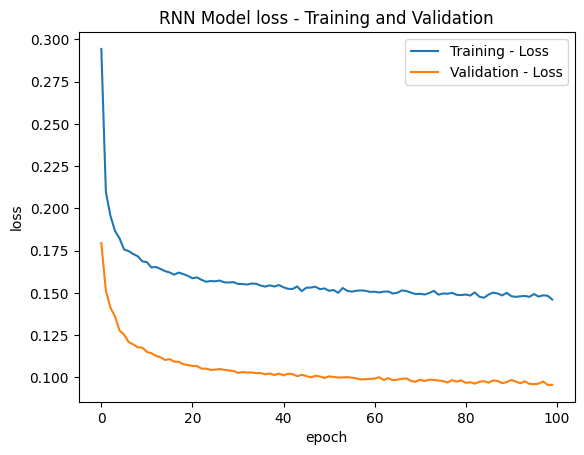 RNN Model loss - Training and Validation
Training - Loss
Validation - Loss
loss
0.300
0.275
0.250
0.225
0.200
0.175
0.150
0.125
0.100
0 20 40 60 80 100
epoch